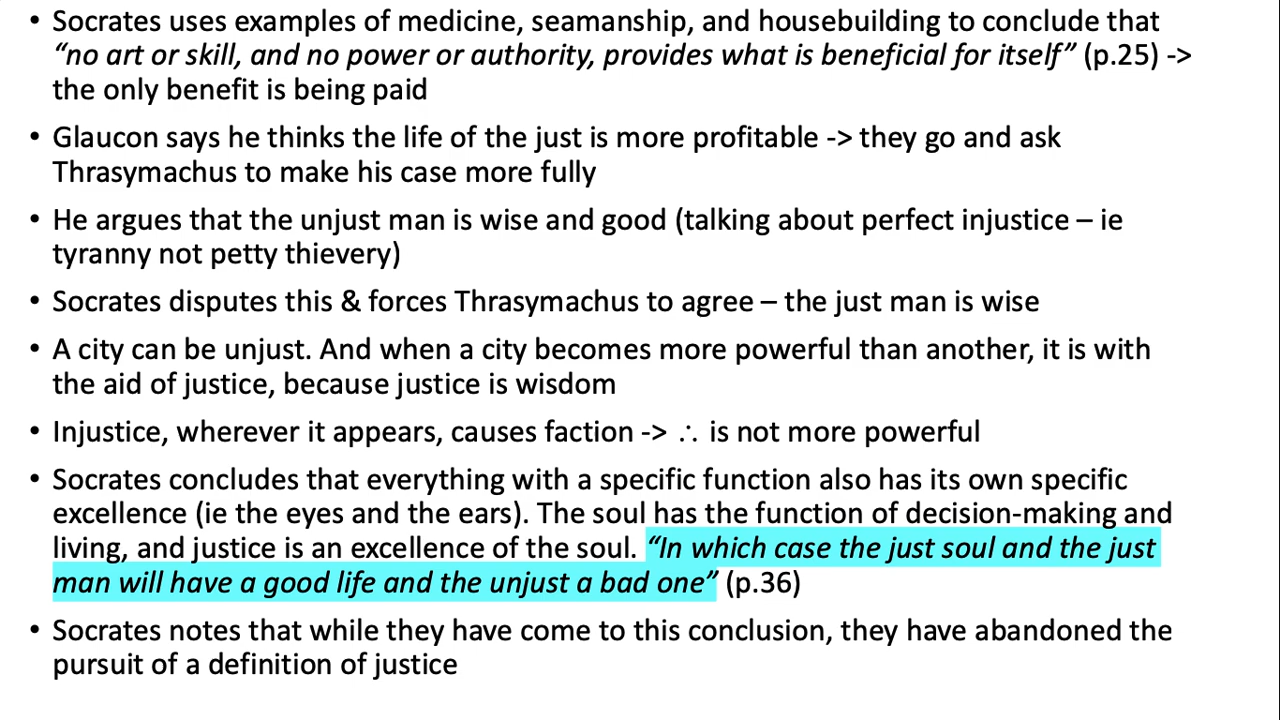 • Socrates uses examples of medicine, seamanship, and housebuilding to conclude that
“no art or skill, and no power or authority, provides what is beneficial for itself” (p.25) ->
the only benefit is being paid
• Glaucon says he thinks the life of the just is more profitable -> they go and ask
Thrasymachus to make his case more fully
• He argues that the unjust man is wise and good (talking about perfect injustice – ie
tyranny not petty thievery)
• Socrates disputes this & forces Thrasymachus to agree – the just man is wise
• A city can be unjust. And when a city becomes more powerful than another, it is with
the aid of justice, because justice is wisdom
• Injustice, wherever it appears, causes faction -> ∴ is not more powerful
• Socrates concludes that everything with a specific function also has its own specific
excellence (ie the eyes and the ears). The soul has the function of decision-making and
living, and justice is an excellence of the soul. “In which case the just soul and the just
man will have a good life and the unjust a bad one” (p.36)
• Socrates notes that while they have come to this conclusion, they have abandoned the
pursuit of a definition of justice